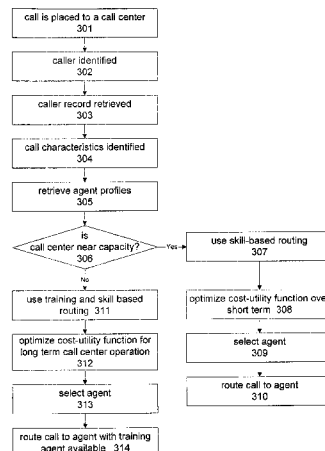 call is placed to a call center
301
caller identified
302
caller record retrieved
303
call characteristics identified
304
retrieve agent profiles
305
is
call center near capacity?
306
Yes
No
use skill-based routing
307
optimize cost-utility function over
short term 308
select agent
309
route call to agent
310
use training and skill based
routing 311
optimize cost-utility function for
long term call center operation
312
select agent
313
route call to agent with training
agent available 314